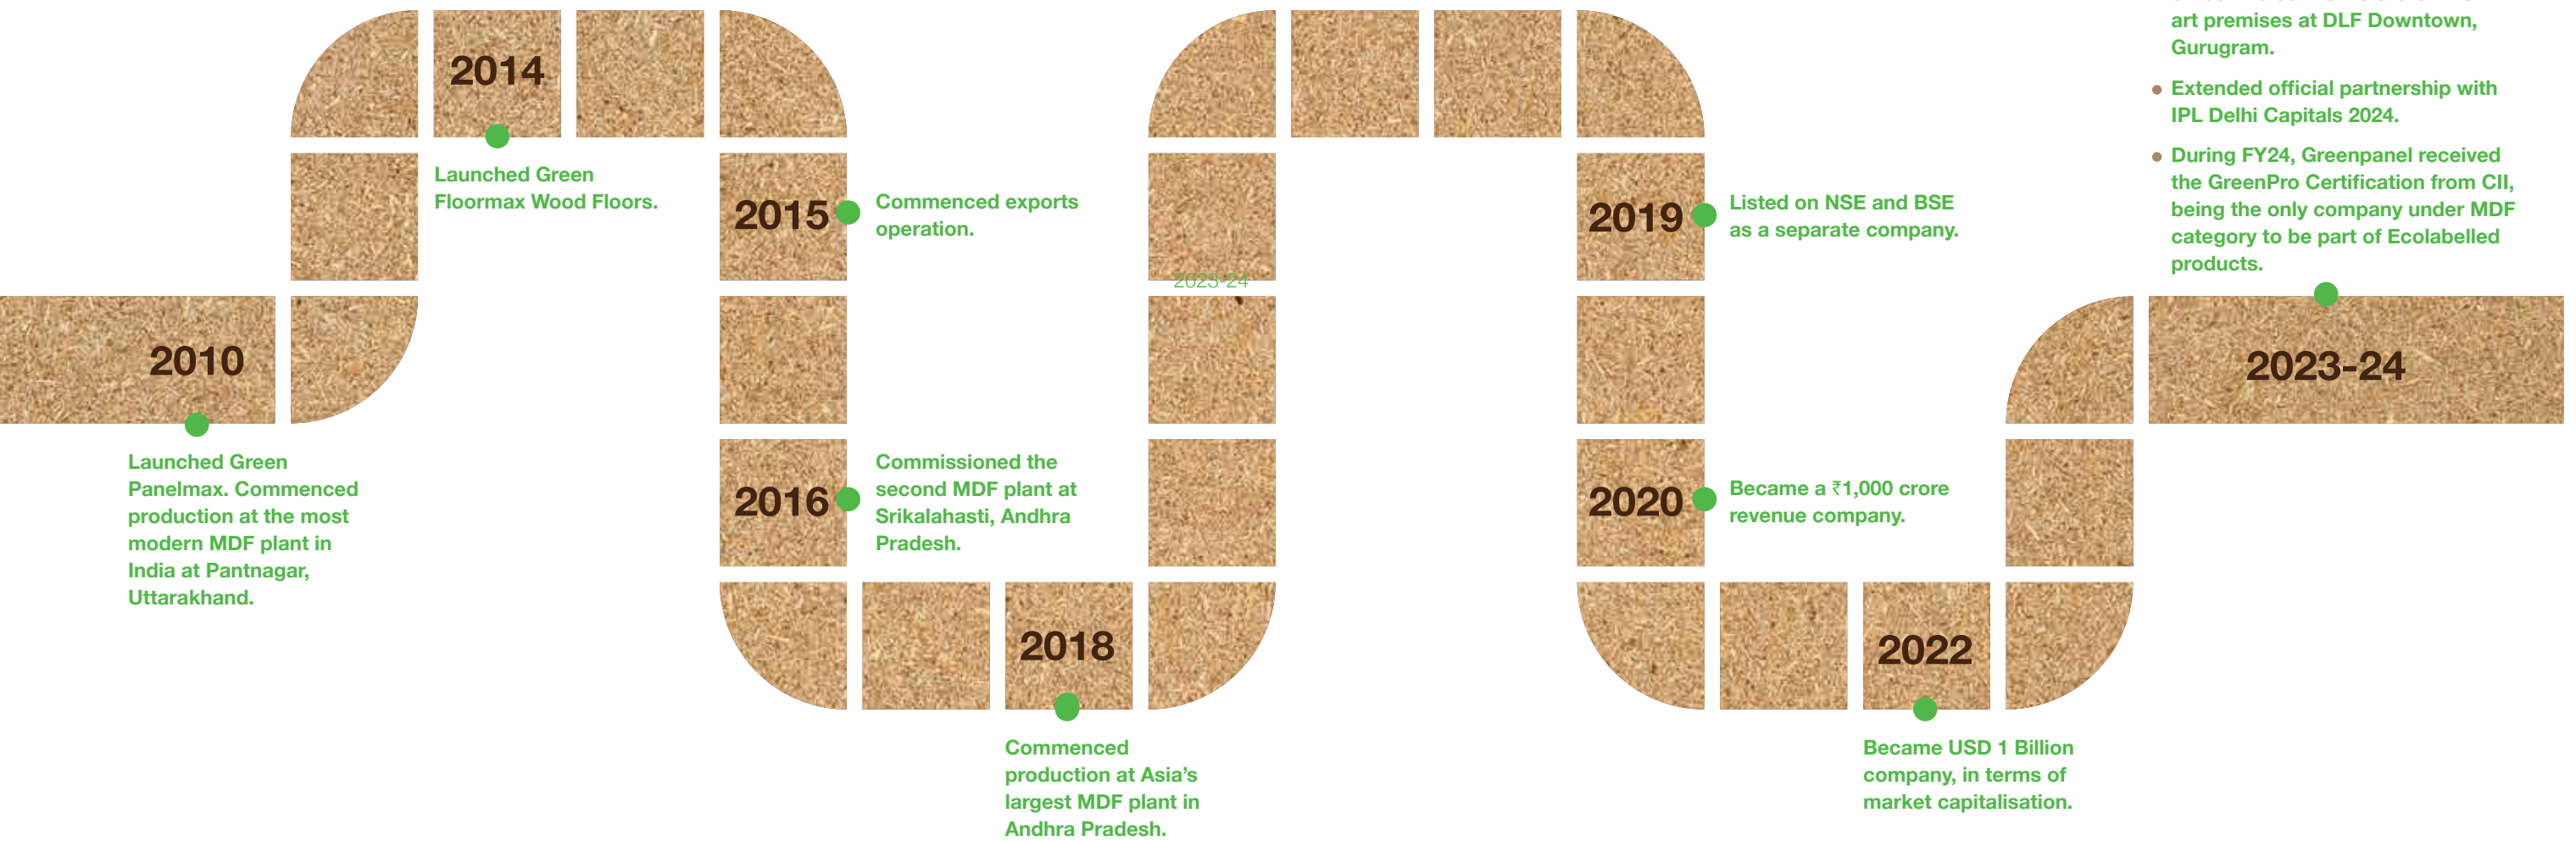 2010
Launched Green
Panelmax. Commenced
production at the most
modern MDF plant in
India at Pantnagar,
Uttarakhand.
2014
Launched Green
Floormax Wood Floors.
2015
Commenced exports
operation.
2016
Commissioned the
second MDF plant at
Srikalahasti, Andhra
Pradesh.
2018
Commenced
production at Asia’s
largest MDF plant in
Andhra Pradesh.
2023-24
2019
Listed on NSE and BSE
as a separate company.
2020
Became a ₹1,000 crore
revenue company.
2022
Became USD 1 Billion
company, in terms of
market capitalisation.
art premises at DLF Downtown,
Gurugram.
• Extended official partnership with
IPL Delhi Capitals 2024.
• During FY24, Greenpanel received
the GreenPro Certification from CII,
being the only company under MDF
category to be part of Ecolabelled
products.
2023-24